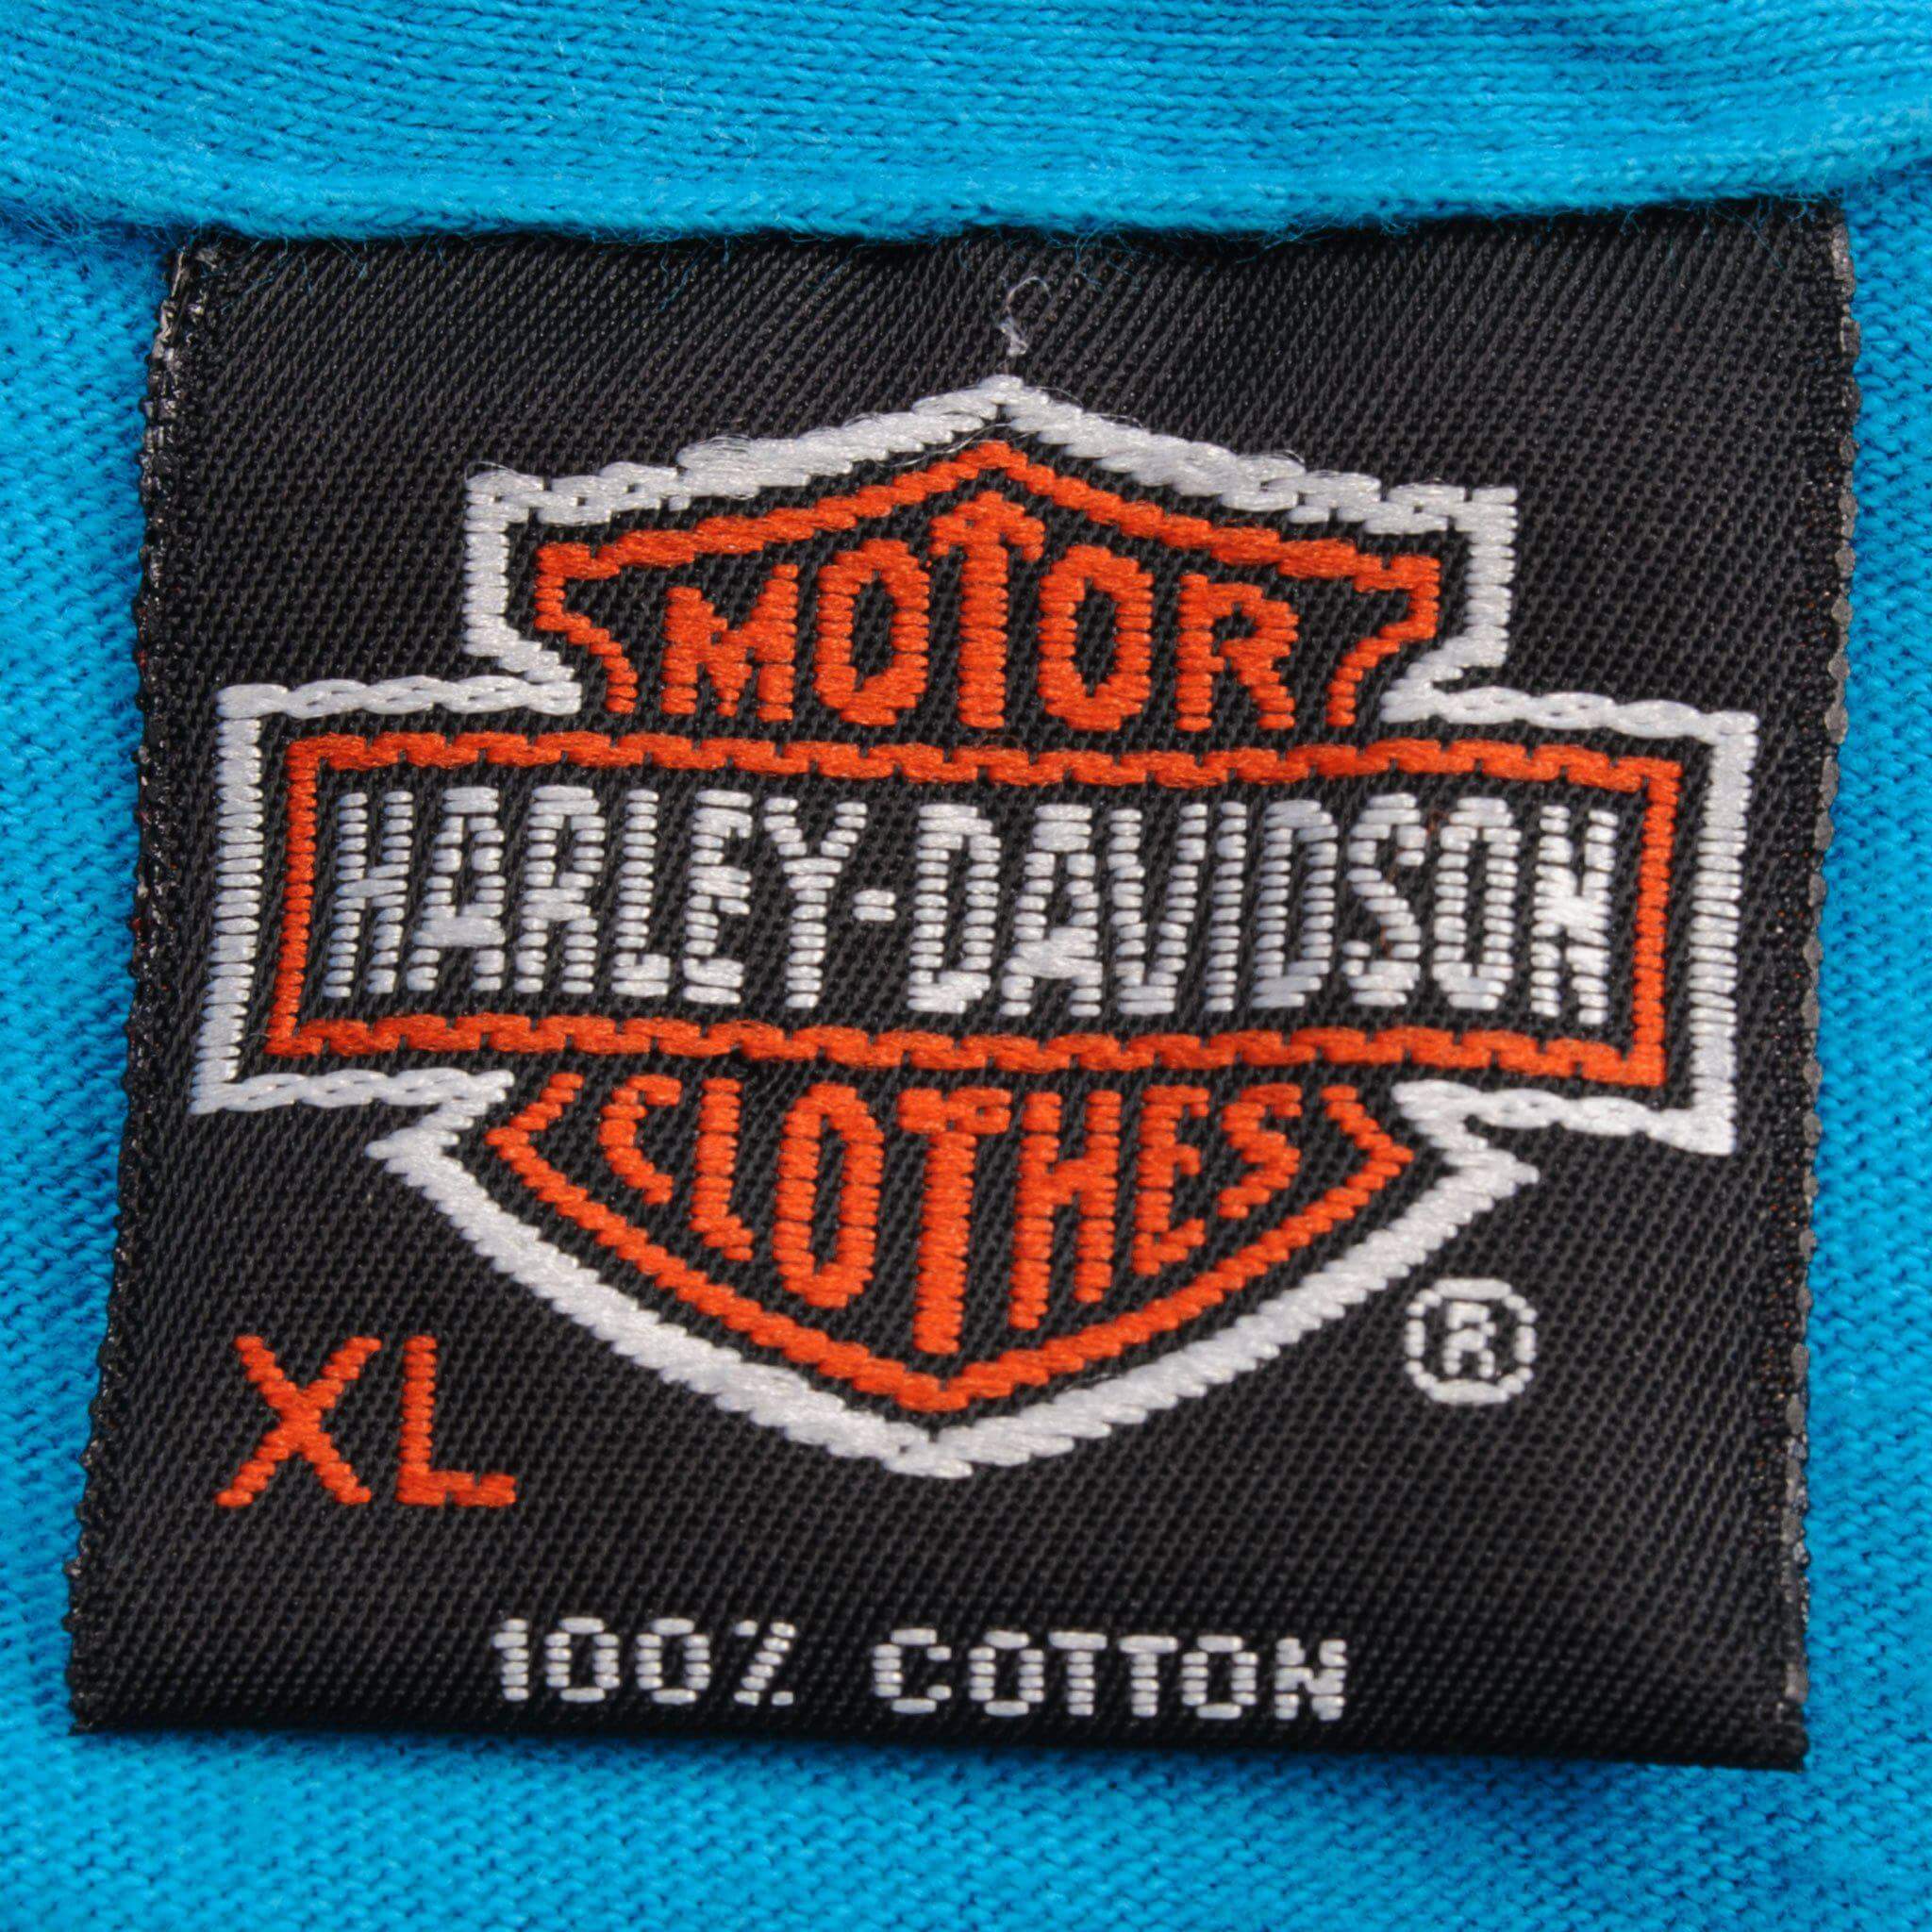 MOTOR
HARLEY-DAVIDSON
CLOTHES
®
XL
100% COTTON